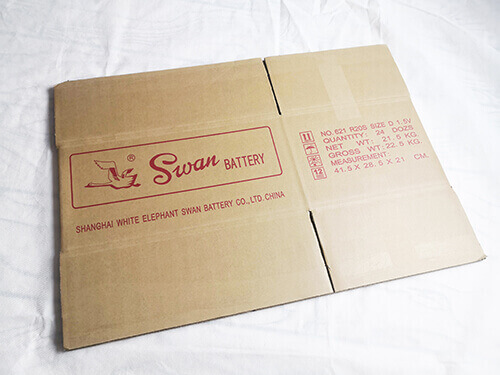 ®
Swan BATTERY
SHANGHAI WHITE ELEPHANT SWAN BATTERY CO.,LTD.CHINA
NO 621 R20S SIZE D 1.5V
QUANTITY: 24 DOZS
NET WT: 21.5 KG.
GROSS WT: 22.5 KG.
MEASUREMENT
41.5 X 28.5 X 21 CM.
12